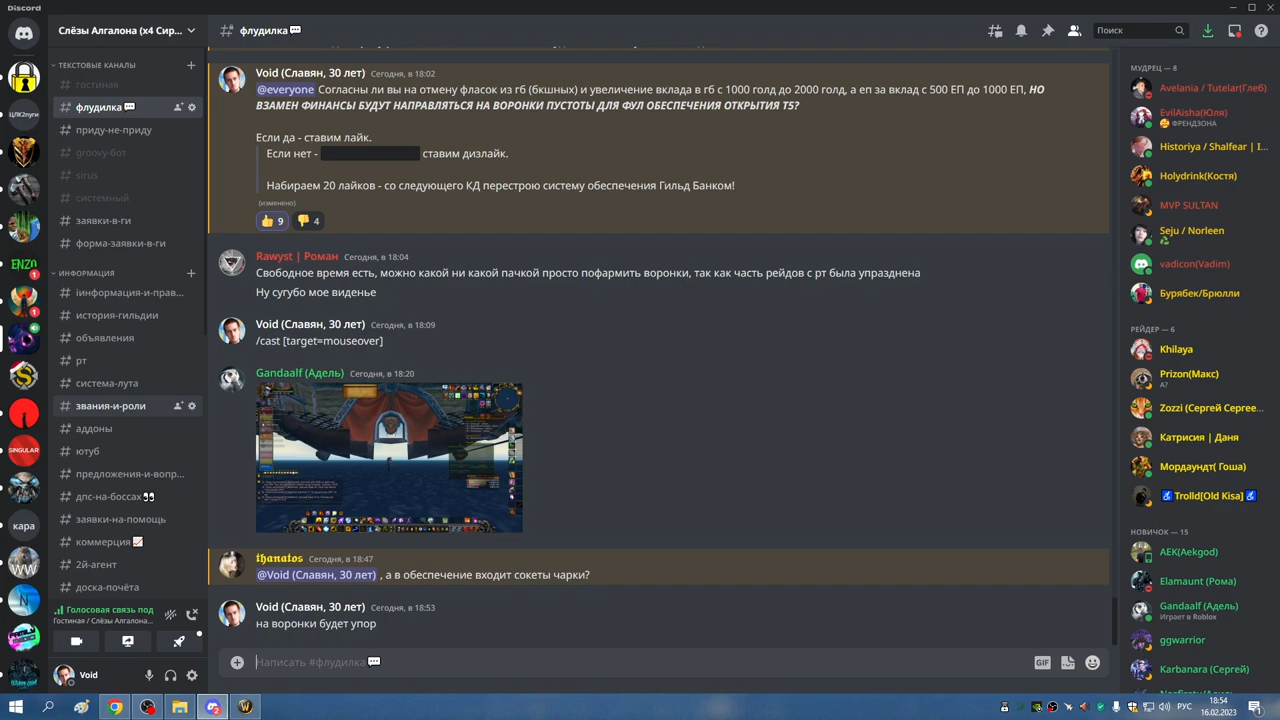 Discord
Слёзы Алгалона (x4 Сир...
флудилка
Поиск
ТЕКСТОВЫЕ КАНАЛЫ
гостиная
флудилка
приду-не-приду
groovy-бот
sirus
системный
заявки-в-ги
форма-заявки-в-ги
ИНФОРМАЦИЯ
информация-и-прав...
история-гильдии
объявления
рт
система-лута
звания-и-роли
аддоны
ютуб
предложения-и-вопр...
дпс-на-боссах
заявки-на-помощь
коммерция
2й-агент
доска-почёта
ENZO
SINGULAR
кара
WW
1
1
Голосовая связь под
Гостиная / Слёзы Алгалона...
Void
Void (Славян, 30 лет) Сегодня, в 18:02
@everyone Согласны ли вы на отмену фласок из гб (бкшных) и увеличение вклада в гб с 1000 голд до 2000 голд, а еп за вклад с 500 ЕП до 1000 ЕП, НО
ВЗАМЕН ФИНАНСЫ БУДУТ НАПРАВЛЯТЬСЯ НА ВОРОНКИ ПУСТОТЫ ДЛЯ ФУЛ ОБЕСПЕЧЕНИЯ ОТКРЫТИЯ Т5?
Если да - ставим лайк.
Если нет - ставим дизлайк.
Набираем 20 лайков - со следующего КД перестрою систему обеспечения Гильд Банком!
(изменено)
👍 9 👎 4
Rawyst | Роман Сегодня, в 18:04
Свободное время есть, можно какой ни какой пачкой просто пофармить воронки, так как часть рейдов с рт была упразднена
Ну сугубо мое виденье
Void (Славян, 30 лет) Сегодня, в 18:09
/cast [target=mouseover]
Gandaalf (Адель) Сегодня, в 18:20
thanatos Сегодня, в 18:47
@Void (Славян, 30 лет) , а в обеспечение входит сокеты чарки?
Void (Славян, 30 лет) Сегодня, в 18:53
на воронки будет упор
Написать #флудилка
GIF
МУДРЕЦ — 8
Avelania / Tutelar(Глеб)
EvilAisha(Юля)
ФРЕНДЗОНА
Historiya / Shalfear | I...
Holydrink(Костя)
MVP SULTAN
Seju / Norleen
vadicon(Vadim)
Бурябек/Брюлли
РЕЙДЕР — 6
Khilaya
Prizon(Макс)
А?
Zozzi (Сергей Сергее...
Катрисия | Даня
Мордаундт( Гоша)
Trolld[Old Kisa]
НОВИЧОК — 15
AEK(Aekgod)
Elamaunt (Рома)
Gandaalf (Адель)
Играет в Roblox
ggwarrior
Karbanara (Сергей)
РУС
18:54
16.02.2023
1